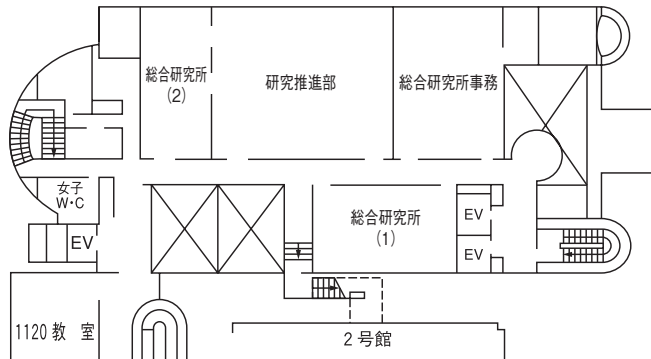 総合研究所
(2)
研究推進部
総合研究所事務
女子
W・C
EV
総合研究所
(1)
EV
EV
1120 教 室
2 号館